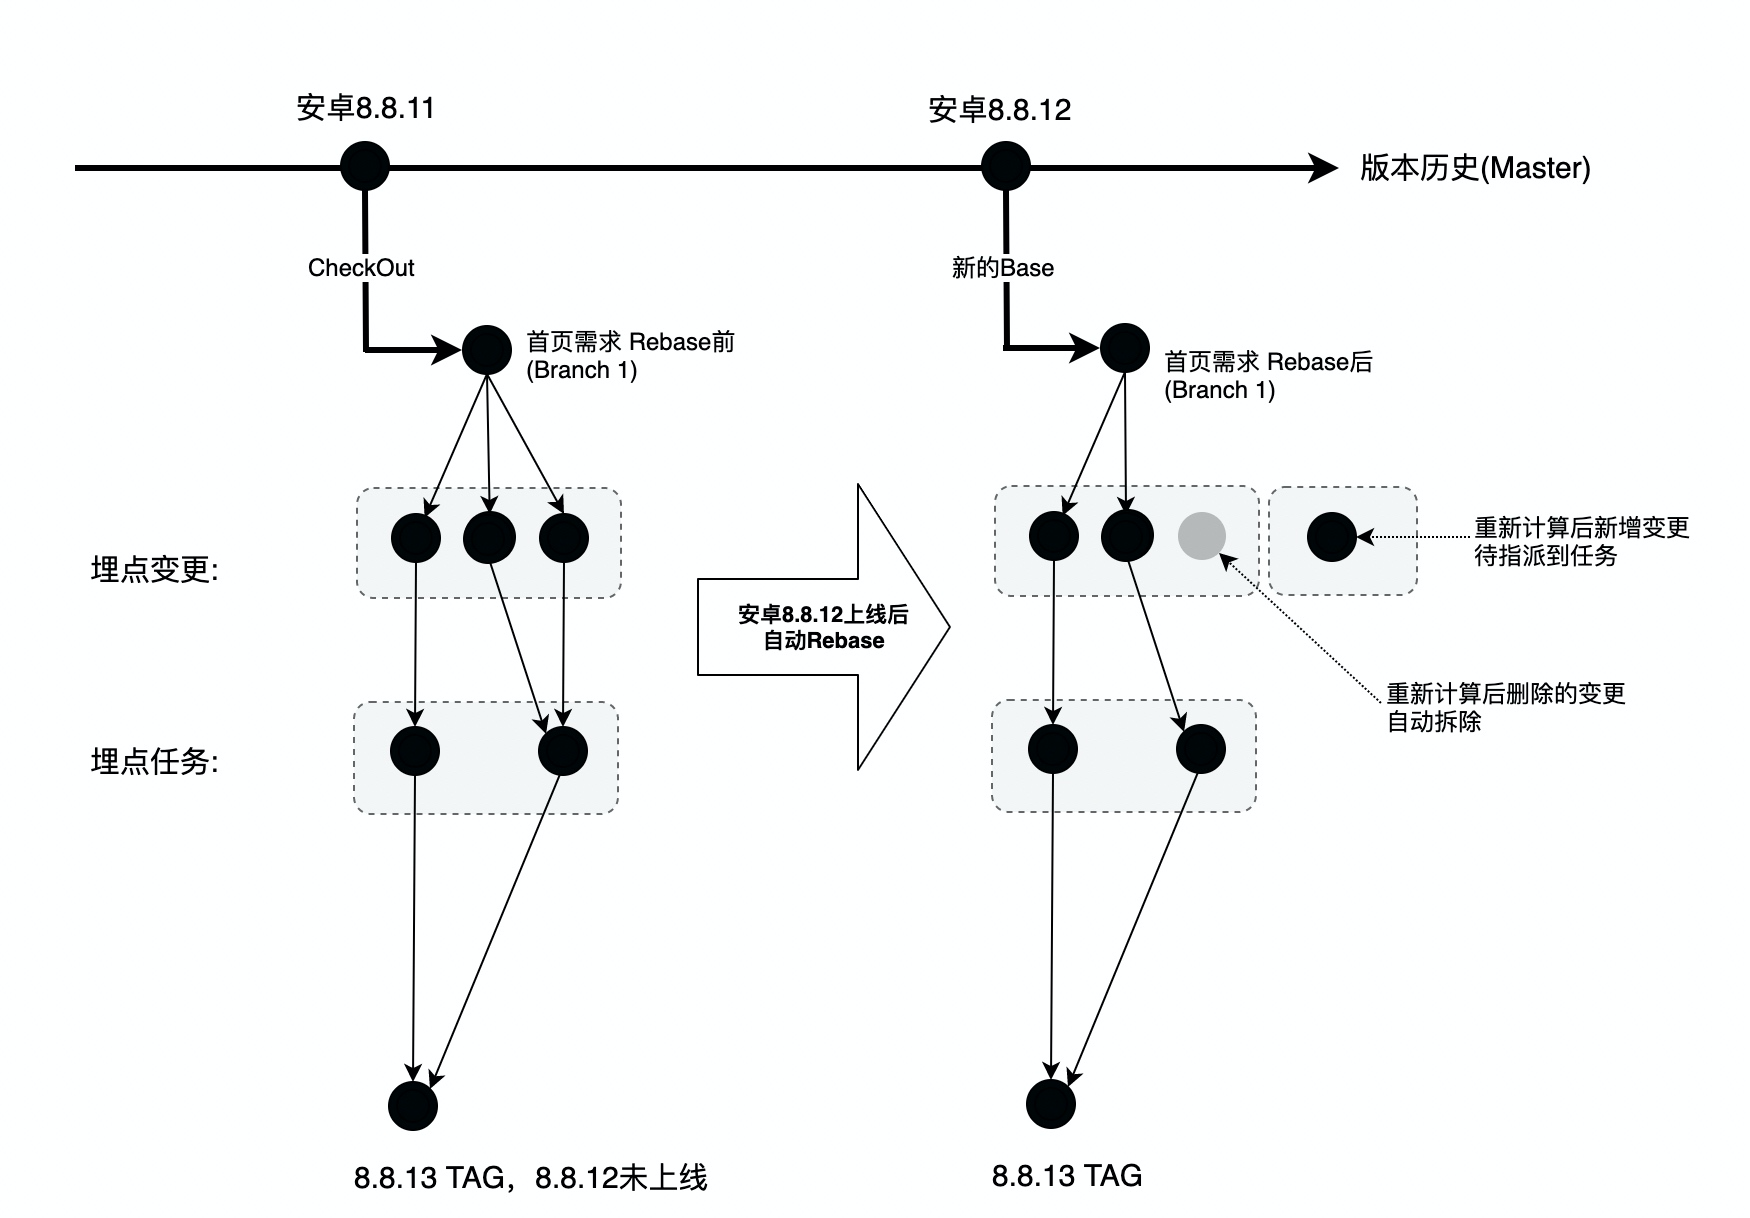 安卓8.8.11
安卓8.8.12
版本历史(Master)
CheckOut
新的Base
首页需求 Rebase前
(Branch 1)
首页需求 Rebase后
(Branch 1)
埋点变更:
重新计算后新增变更
待指派到任务
安卓8.8.12上线后
自动Rebase
重新计算后删除的变更
自动拆除
埋点任务:
8.8.13 TAG，8.8.12未上线
8.8.13 TAG